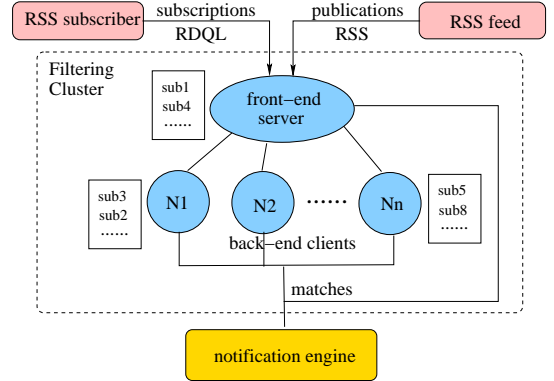 RSS subscriber
subscriptions
RDQL
publications
RSS
RSS feed
Filtering
Cluster
sub1
sub4
......
front−end
server
sub3
sub2
......
N1
N2
......
Nn
sub5
sub8
......
back−end clients
matches
notification engine